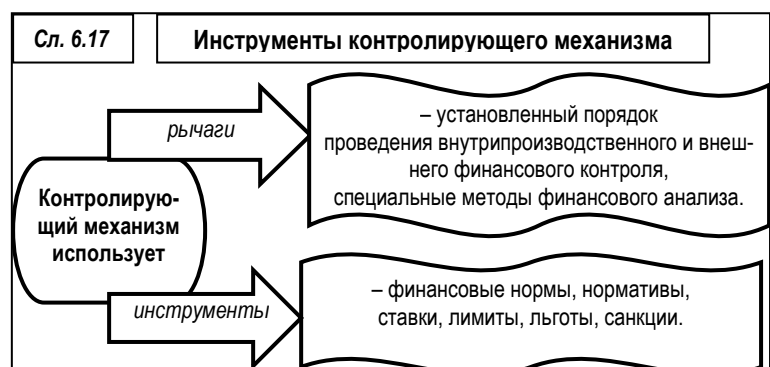 Сл. 6.17
Инструменты контролирующего механизма
рычаги
– установленный порядок
проведения внутрипроизводственного и внеш-
него финансового контроля,
специальные методы финансового анализа.
Контролирую-
щий механизм
использует
инструменты
– финансовые нормы, нормативы,
ставки, лимиты, льготы, санкции.